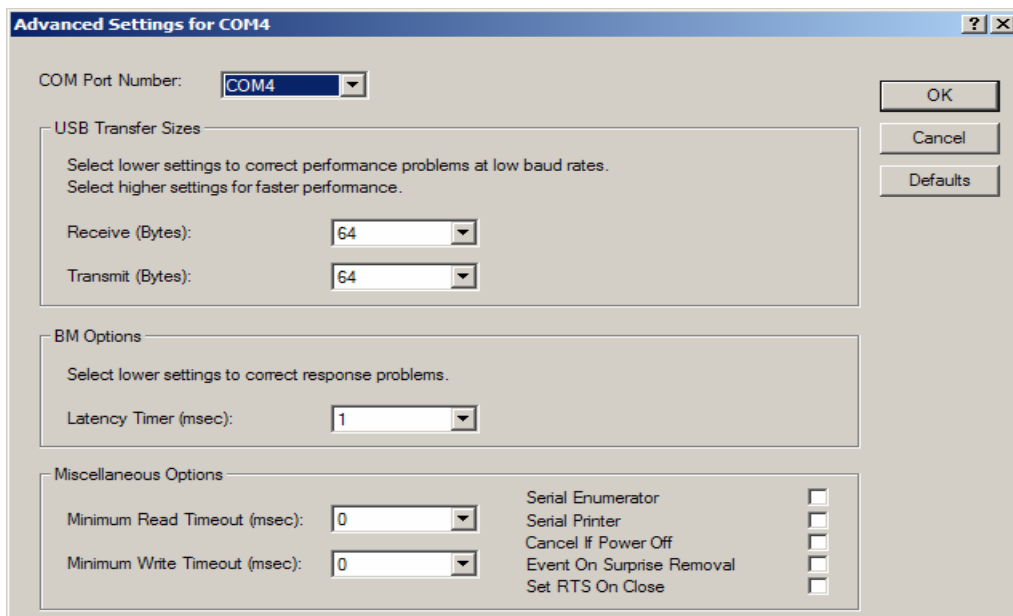 Advanced Settings for COM4
COM Port Number: COM4
OK
Cancel
Defaults
USB Transfer Sizes
Select lower settings to correct performance problems at low baud rates.
Select higher settings for faster performance.
Receive (Bytes): 64
Transmit (Bytes): 64
BM Options
Select lower settings to correct response problems.
Latency Timer (msec): 1
Miscellaneous Options
Minimum Read Timeout (msec): 0
Minimum Write Timeout (msec): 0
Serial Enumerator
Serial Printer
Cancel If Power Off
Event On Surprise Removal
Set RTS On Close